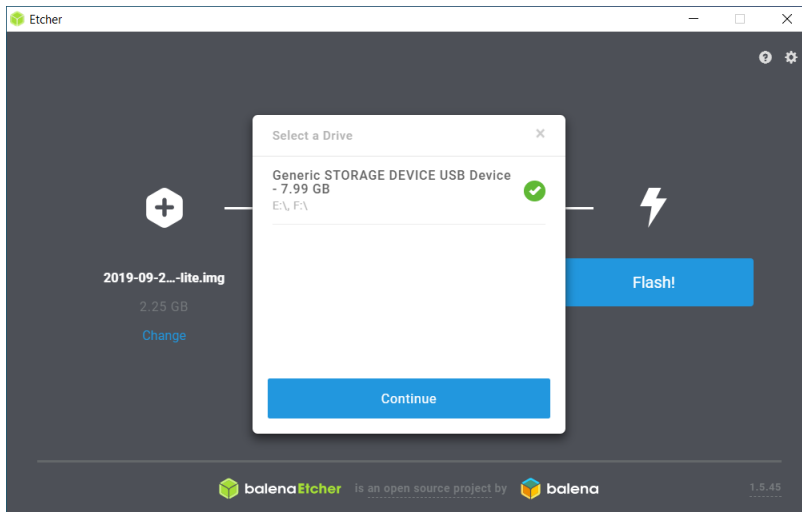 Etcher
Select a Drive
Generic STORAGE DEVICE USB Device
- 7.99 GB
E:\, F:\
2019-09-2...-lite.img
2.25 GB
Change
Flash!
Continue
balenaEtcher is an open source project by balena
1.5.45